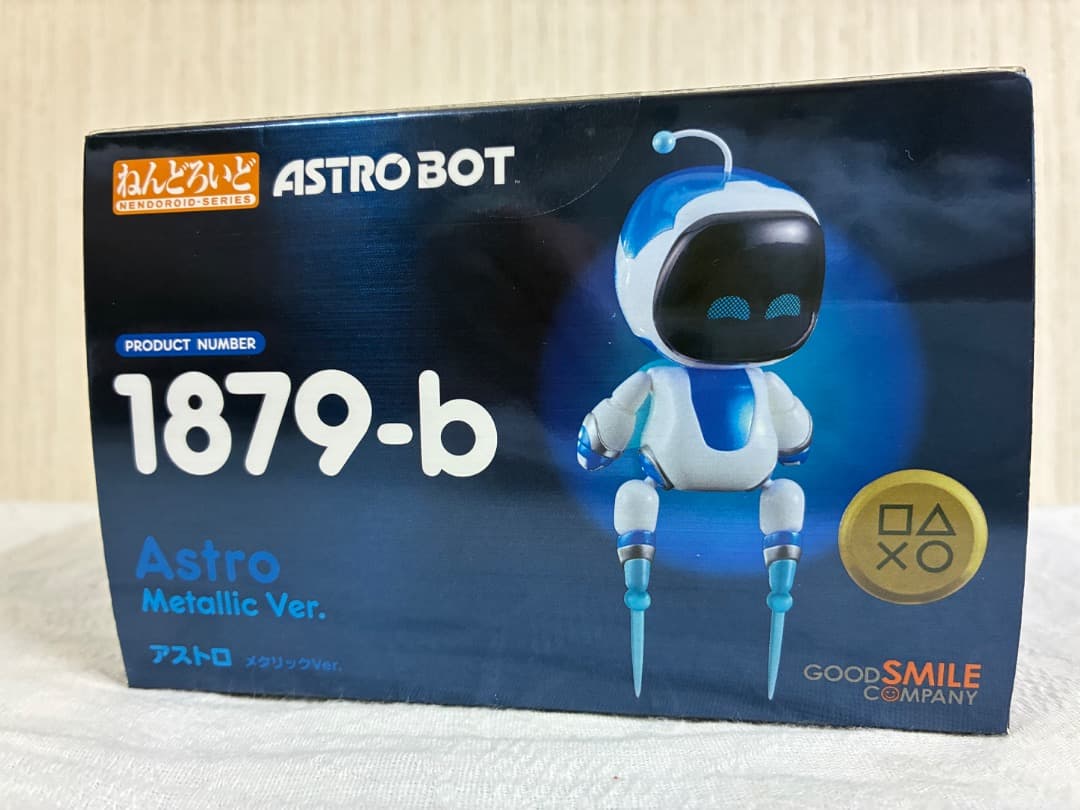 ねんどろいど
NENDOROID-SERIES
ASTRO BOT™
PRODUCT NUMBER
1879-b
Astro
Metallic Ver.
アストロ メタリックVer.
GOOD SMILE
COMPANY